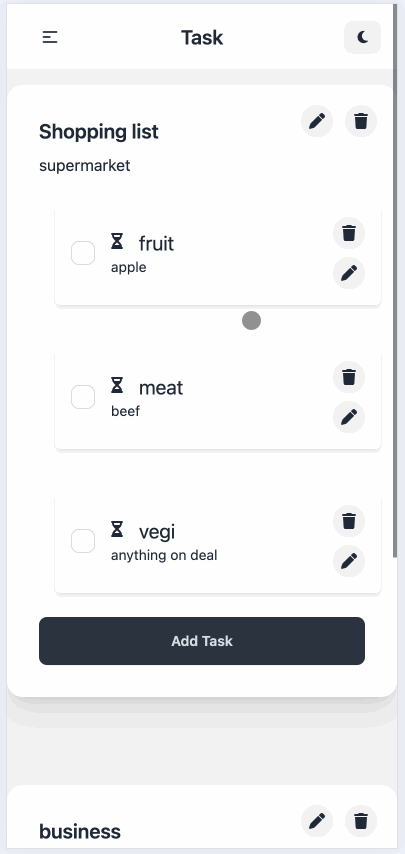 Task
Shopping list
supermarket
fruit
apple
meat
beef
vegi
anything on deal
Add Task
business